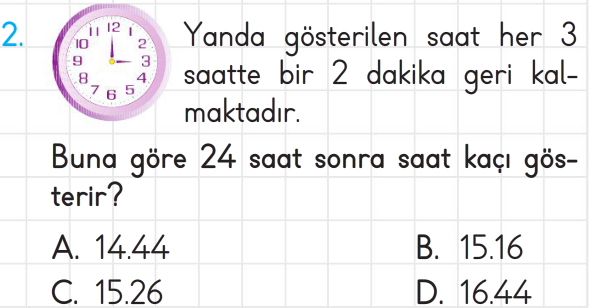 2.
12
1
2
3
4
5
6
7
8
9
10
11
Yanda gösterilen saat her 3
saatte bir 2 dakika geri kal-
maktadır.
Buna göre 24 saat sonra saat kaçı gös-
terir?
A. 14.44 B. 15.16
C. 15.26 D. 16.44